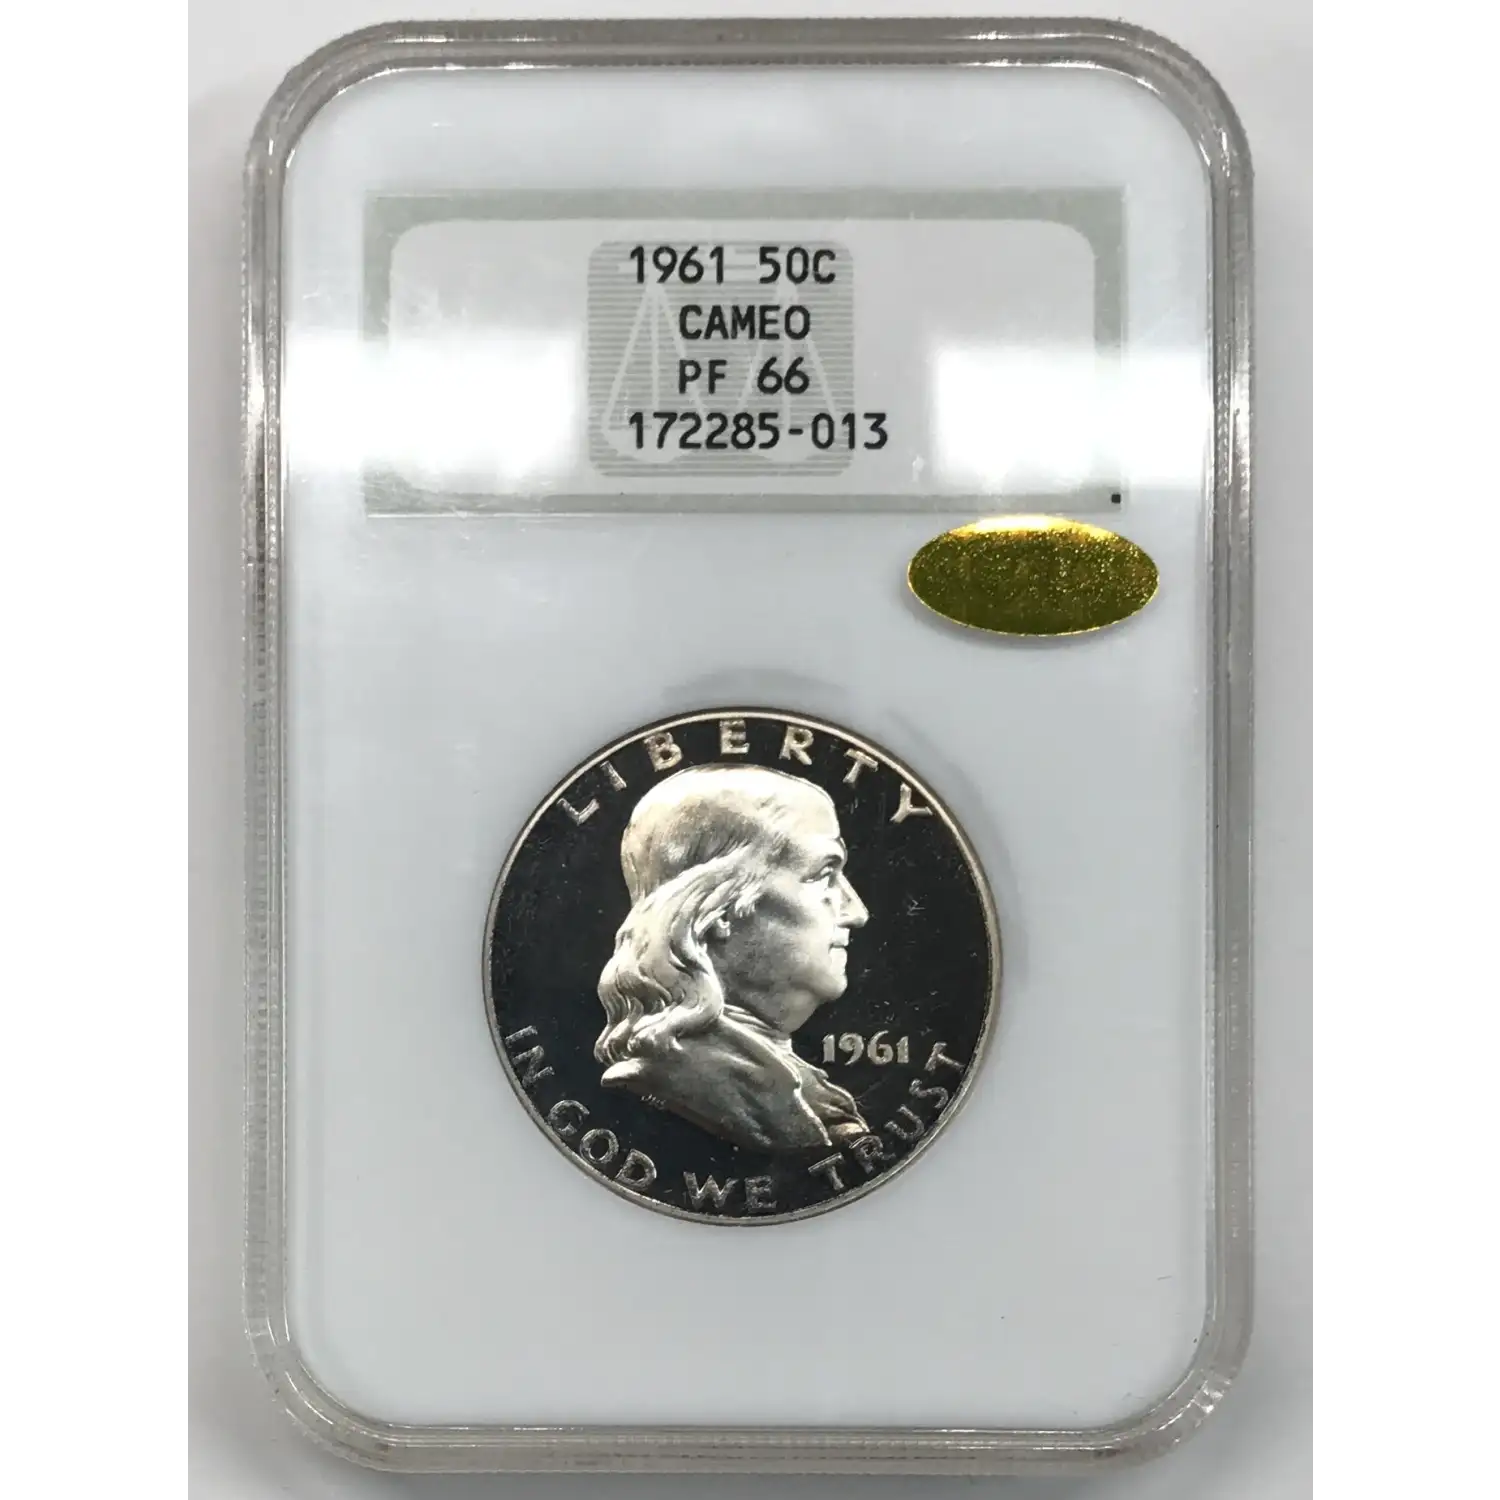 1961 50C
CAMEO
PF 66
172285-013
LIBERTY
1961
IN GOD WE TRUST